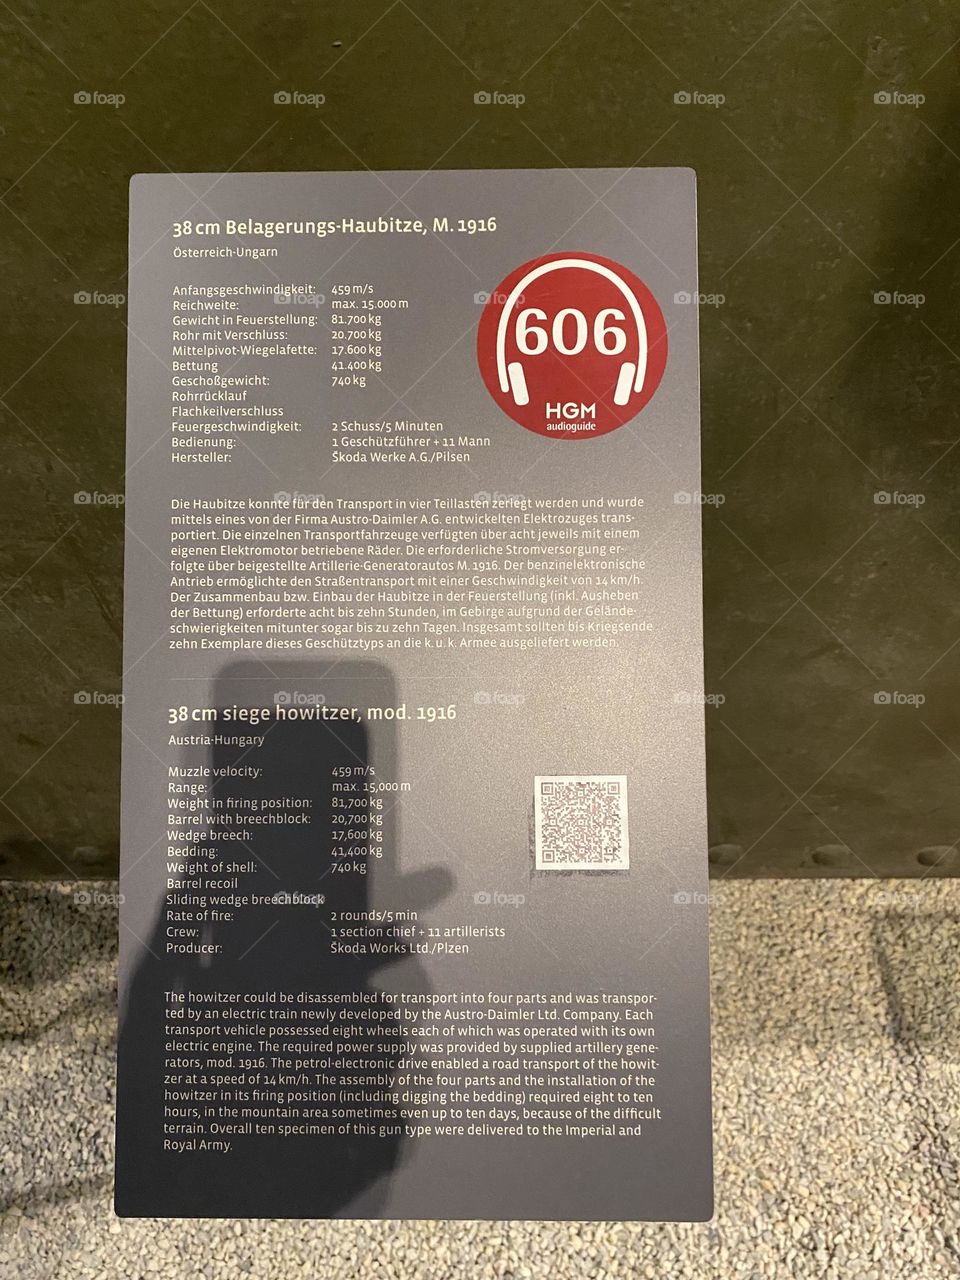 38 cm Belagerungs-Haubitze, M. 1916
Österreich-Ungarn
Anfangsgeschwindigkeit: 459 m/s
Reichweite: max. 15.000 m
Gewicht in Feuerstellung: 81.700 kg
Rohr mit Verschluss: 20.700 kg
Mittelpivot-Wiegelafette: 17.600 kg
Bettung 41.400 kg
Geschoßgewicht: 740 kg
Rohrrücklauf
Flachkeilverschluss
Feuergeschwindigkeit: 2 Schuss/5 Minuten
Bedienung: 1 Geschützführer + 11 Mann
Hersteller: Škoda Werke A.G./Pilsen
606
HGM
audioguide
Die Haubitze konnte für den Transport in vier Teillasten zerlegt werden und wurde
mittels eines von der Firma Austro-Daimler A.G. entwickelten Elektrozuges trans-
portiert. Die einzelnen Transportfahrzeuge verfügten über acht jeweils mit einem
eigenen Elektromotor betriebene Räder. Die erforderliche Stromversorgung er-
folgte über beigestellte Artillerie-Generatorautos M. 1916. Der benzinelektronische
Antrieb ermöglichte den Straßentransport mit einer Geschwindigkeit von 14 km/h.
Der Zusammenbau bzw. Einbau der Haubitze in der Feuerstellung (inkl. Ausheben
der Bettung) erforderte acht bis zehn Stunden, im Gebirge aufgrund der Gelände-
schwierigkeiten mitunter sogar bis zu zehn Tagen. Insgesamt sollten bis Kriegsende
zehn Exemplare dieses Geschütztyps an die k. u. k. Armee ausgeliefert werden.
38 cm siege howitzer, mod. 1916
Austria-Hungary
Muzzle velocity: 459 m/s
Range: max. 15,000 m
Weight in firing position: 81,700 kg
Barrel with breechblock: 20,700 kg
Wedge breech: 17,600 kg
Bedding: 41,400 kg
Weight of shell: 740 kg
Barrel recoil
Sliding wedge breechblock
Rate of fire: 2 rounds/5 min
Crew: 1 section chief + 11 artillerists
Producer: Škoda Works Ltd./Plzen
The howitzer could be disassembled for transport into four parts and was transpor-
ted by an electric train newly developed by the Austro-Daimler Ltd. Company. Each
transport vehicle possessed eight wheels each of which was operated with its own
electric engine. The required power supply was provided by supplied artillery gene-
rators, mod. 1916. The petrol-electronic drive enabled a road transport of the howit-
zer at a speed of 14 km/h. The assembly of the four parts and the installation of the
howitzer in its firing position (including digging the bedding) required eight to ten
hours, in the mountain area sometimes even up to ten days, because of the difficult
terrain. Overall ten specimen of this gun type were delivered to the Imperial and
Royal Army.